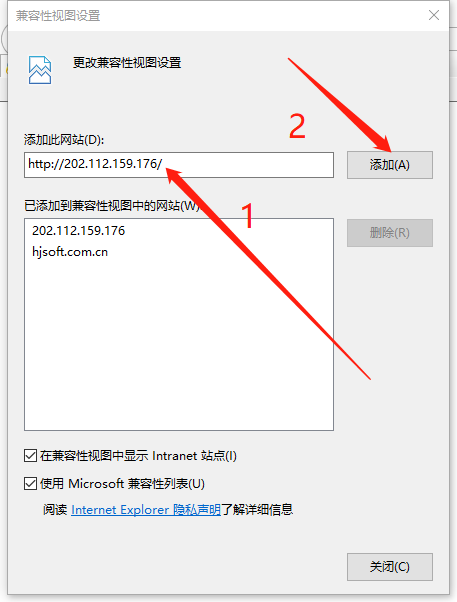 兼容性视图设置
更改兼容性视图设置
2
添加此网站(D):
http://202.112.159.176/
添加(A)
已添加到兼容性视图中的网站(W)
1
202.112.159.176
删除(R)
hjsoft.com.cn
在兼容性视图中显示 Intranet 站点(I)
使用 Microsoft 兼容性列表(U)
阅读 Internet Explorer 隐私声明了解详细信息
关闭(C)